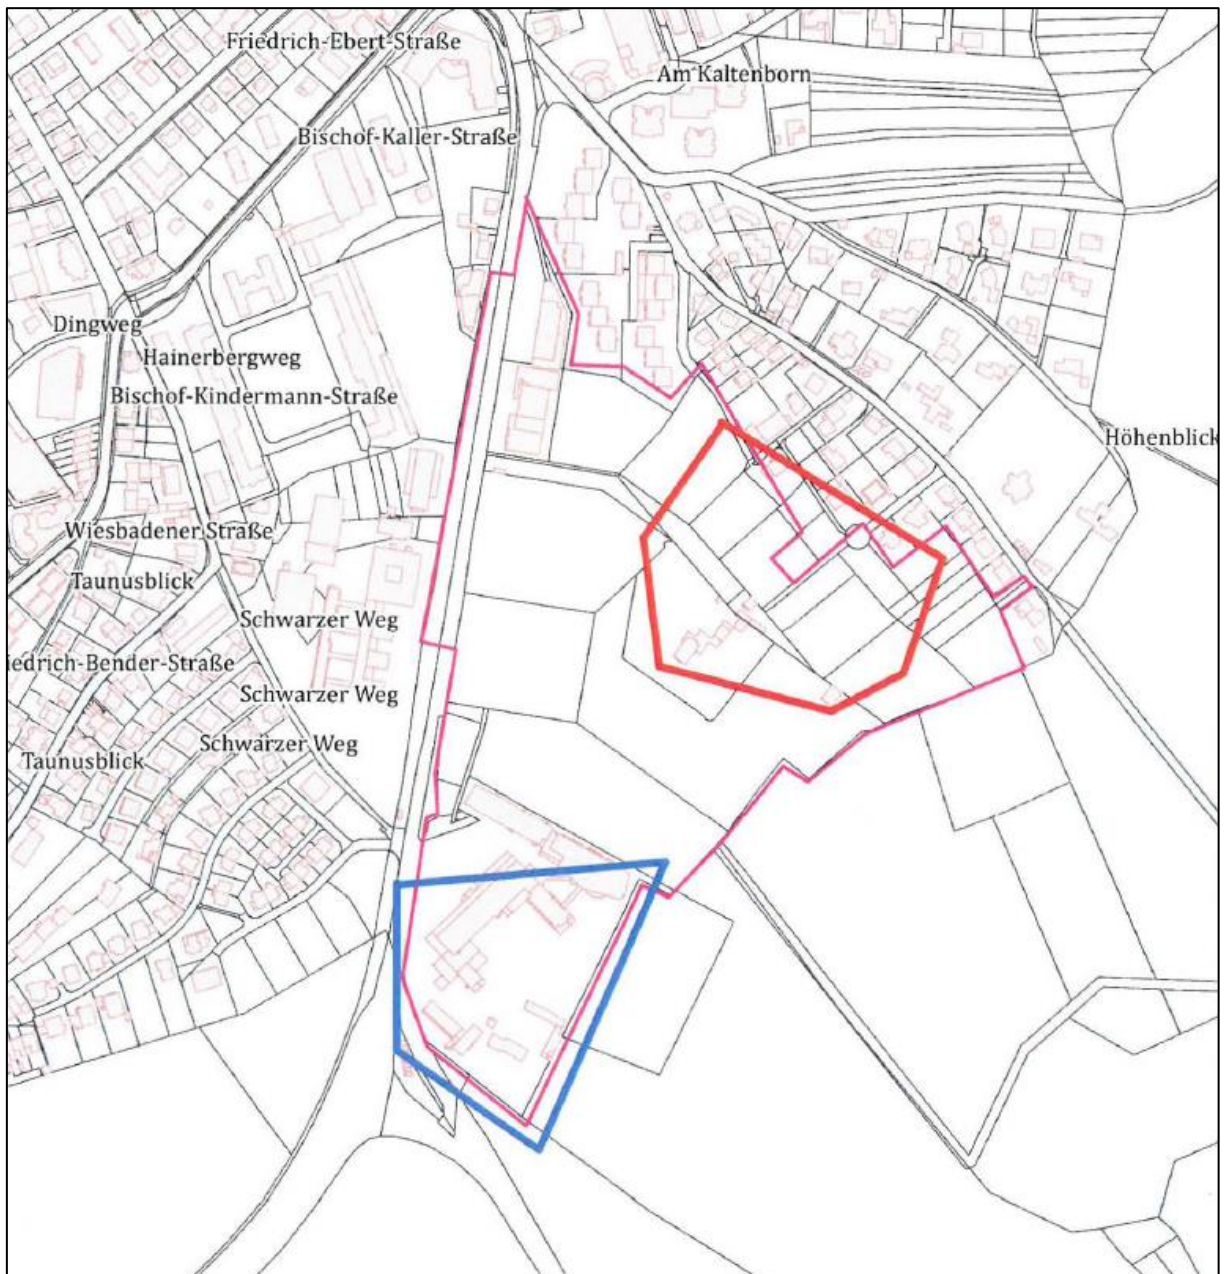 Friedrich-Ebert-Straße
Am Kaltenborn
Bischof-Kaller-Straße
Dingweg
Hainerbergweg
Bischof-Kindermann-Straße
Höhenblick
Wiesbadener Straße
Taunusblick
Schwarzer Weg
iedrich-Bender-Straße
Schwarzer Weg
Schwarzer Weg
Taunusblick